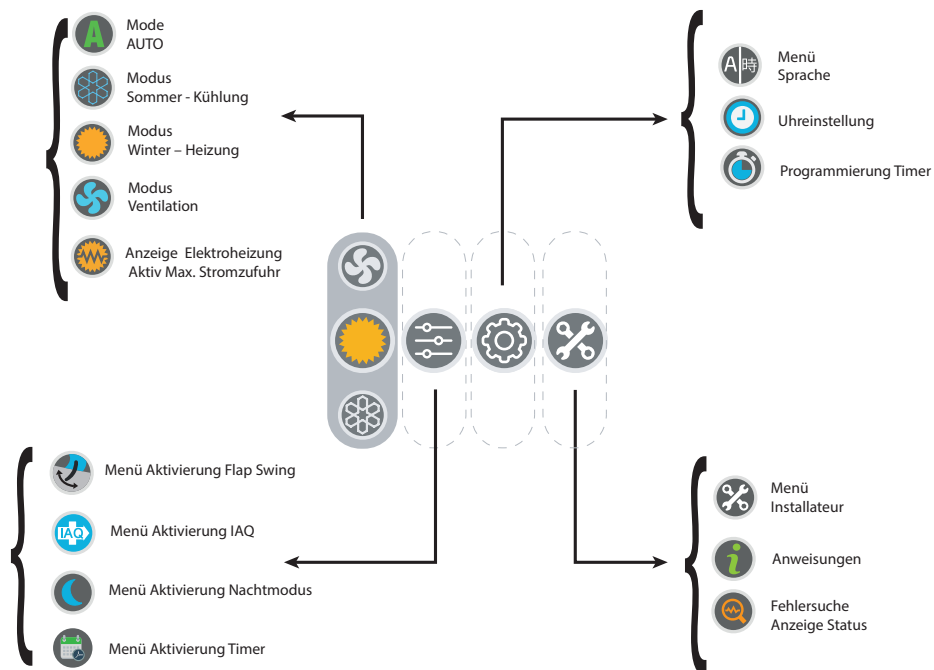 A
Mode
AUTO
Modus
Sommer - Kühlung
Modus
Winter – Heizung
Modus
Ventilation
Anzeige Elektroheizung
Aktiv Max. Stromzufuhr
A 時
Menü
Sprache
Uhreinstellung
Programmierung Timer
Menü Aktivierung Flap Swing
IAQ
Menü Aktivierung IAQ
Menü Aktivierung Nachtmodus
Menü Aktivierung Timer
Menü
Installateur
i
Anweisungen
Fehlersuche
Anzeige Status